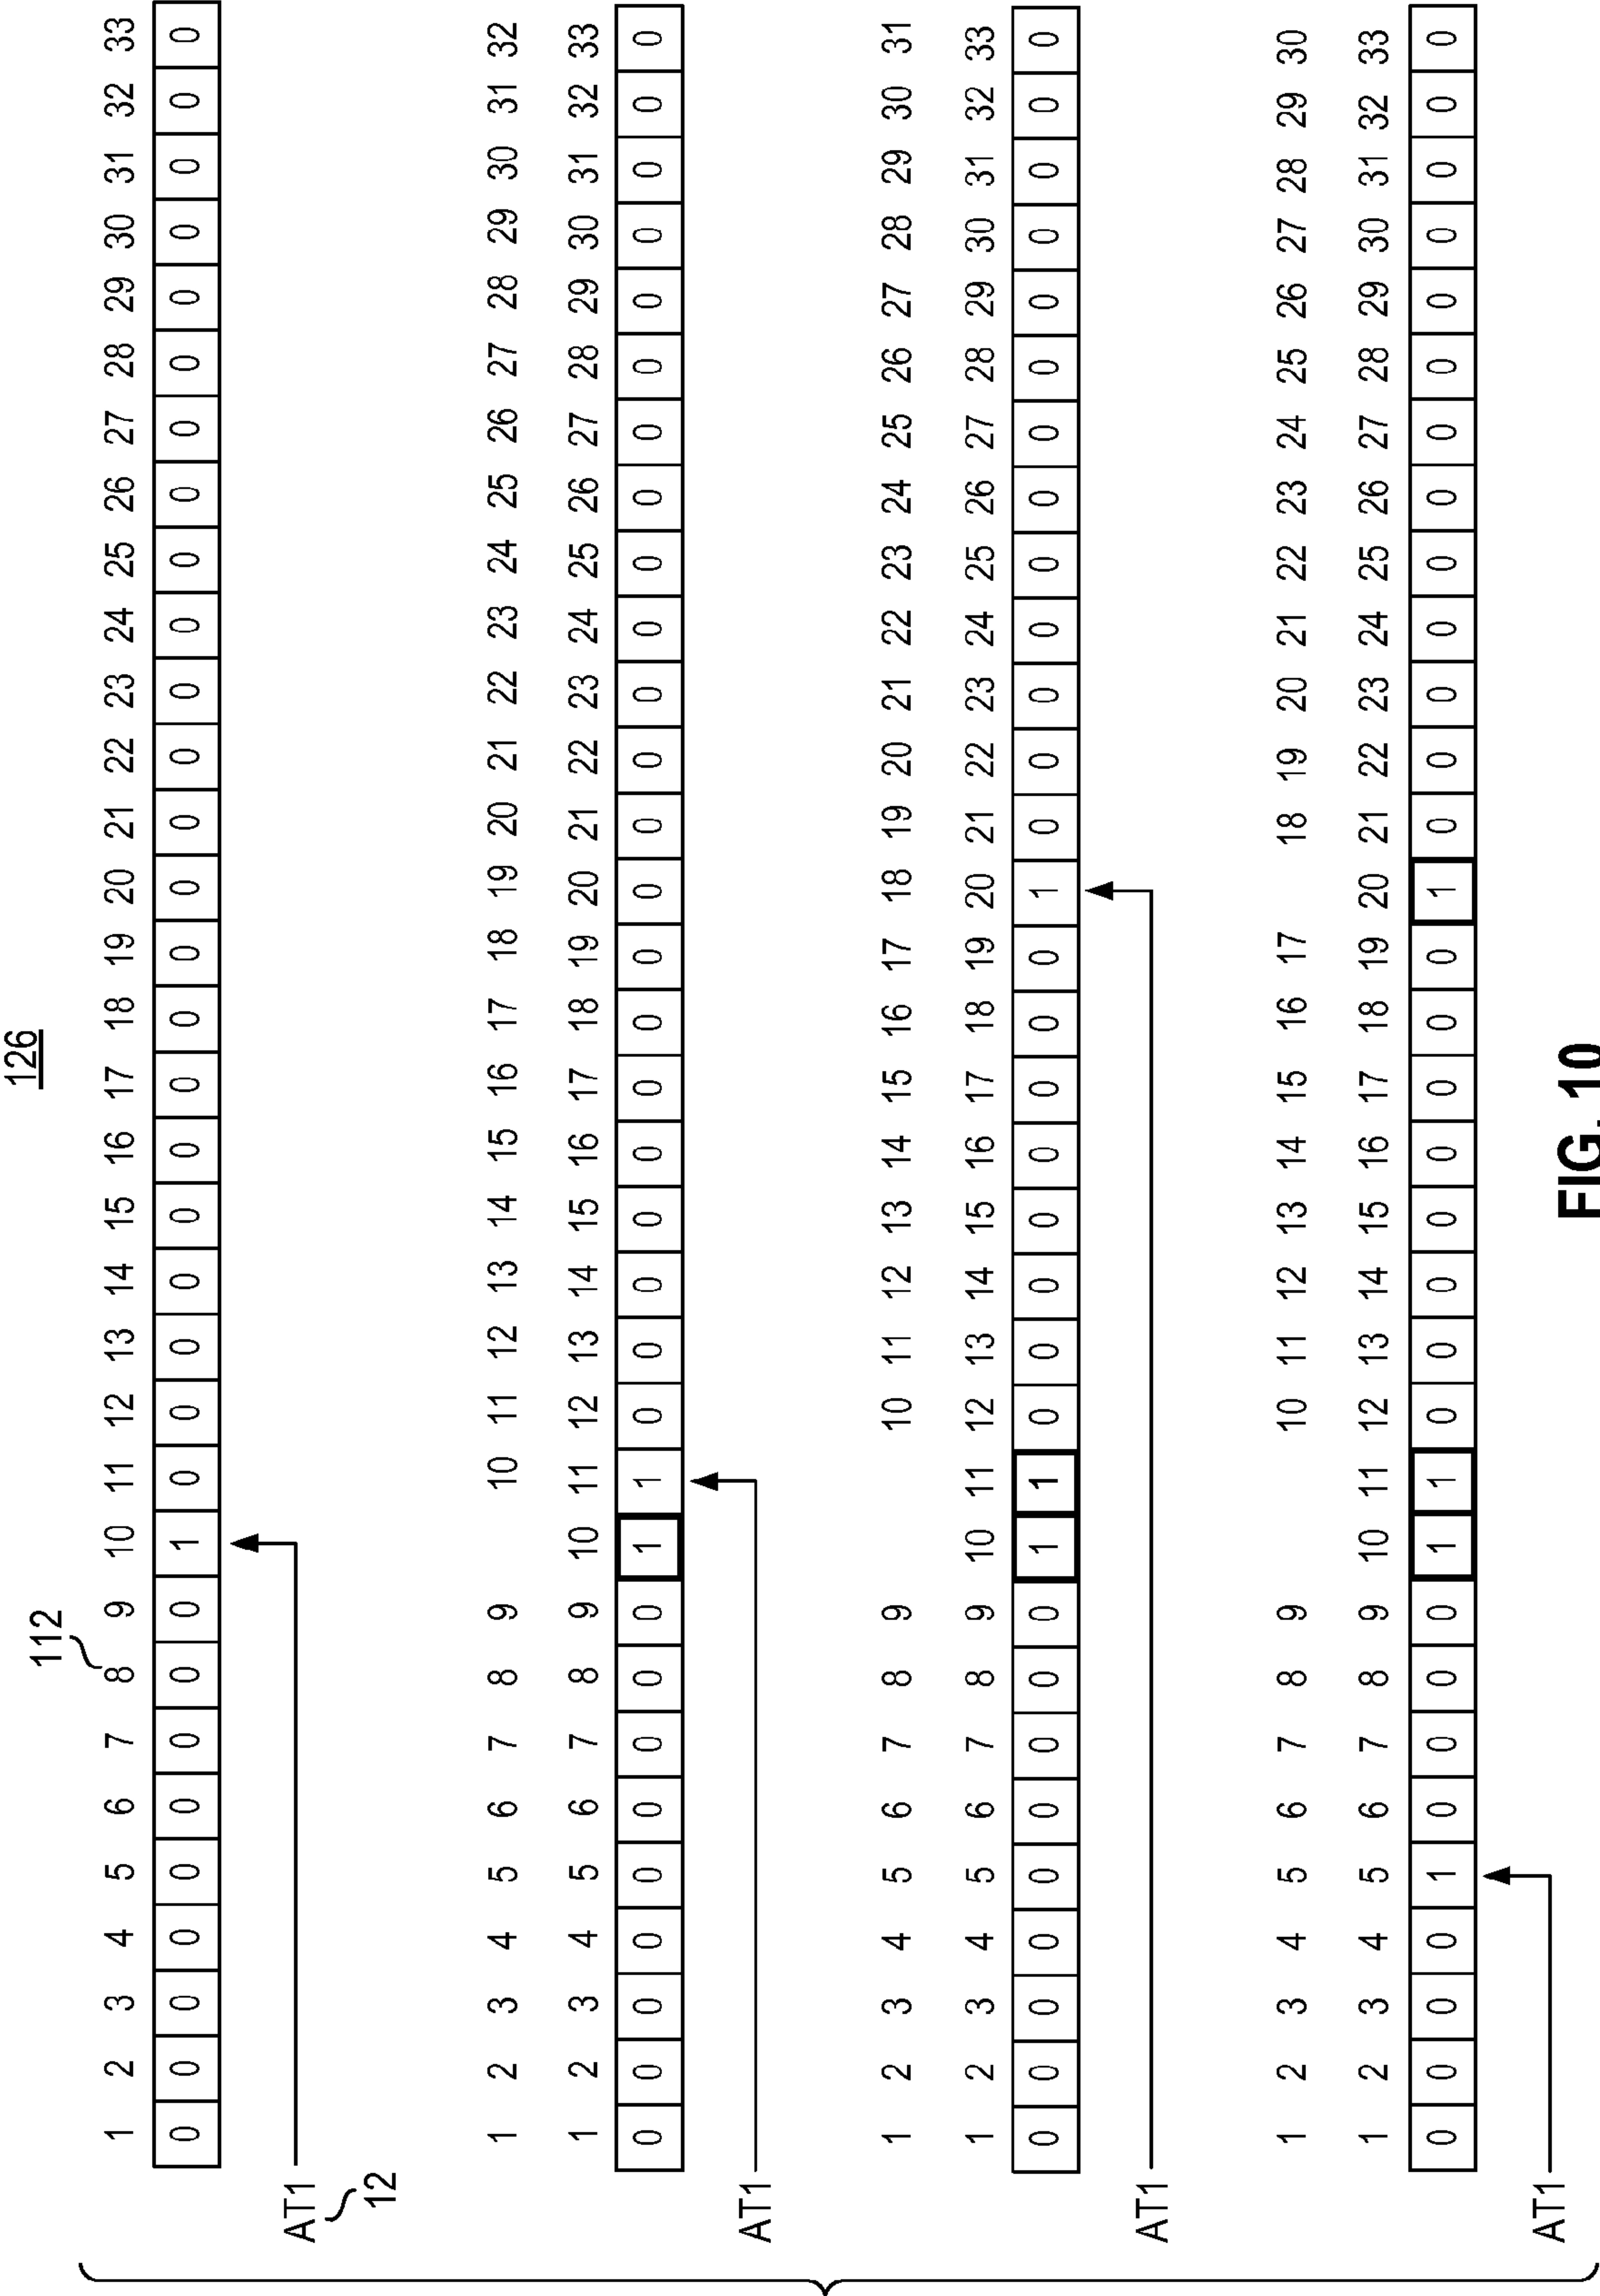 126
112
1 2 3 4 5 6 7 8 9 10 11 12 13 14 15 16 17 18 19 20 21 22 23 24 25 26 27 28 29 30 31 32 33
0 0 0 0 0 0 0 0 0 1 0 0 0 0 0 0 0 0 0 0 0 0 0 0 0 0 0 0 0 0 0 0 0
AT1
12
1 2 3 4 5 6 7 8 9 10 11 12 13 14 15 16 17 18 19 20 21 22 23 24 25 26 27 28 29 30 31 32
1 2 3 4 5 6 7 8 9 10 11 12 13 14 15 16 17 18 19 20 21 22 23 24 25 26 27 28 29 30 31 32 33
0 0 0 0 0 0 0 0 0 1 1 0 0 0 0 0 0 0 0 0 0 0 0 0 0 0 0 0 0 0 0 0 0
AT1
1 2 3 4 5 6 7 8 9 10 11 12 13 14 15 16 17 18 19 20 21 22 23 24 25 26 27 28 29 30 31
1 2 3 4 5 6 7 8 9 10 11 12 13 14 15 16 17 18 19 20 21 22 23 24 25 26 27 28 29 30 31 32 33
0 0 0 0 0 0 0 0 0 1 1 0 0 0 0 0 0 0 0 1 0 0 0 0 0 0 0 0 0 0 0 0 0
AT1
1 2 3 4 5 6 7 8 9 10 11 12 13 14 15 16 17 18 19 20 21 22 23 24 25 26 27 28 29 30
1 2 3 4 5 6 7 8 9 10 11 12 13 14 15 16 17 18 19 20 21 22 23 24 25 26 27 28 29 30 31 32 33
0 0 0 0 1 0 0 0 0 1 1 0 0 0 0 0 0 0 0 1 0 0 0 0 0 0 0 0 0 0 0 0 0
AT1
FIG. 10